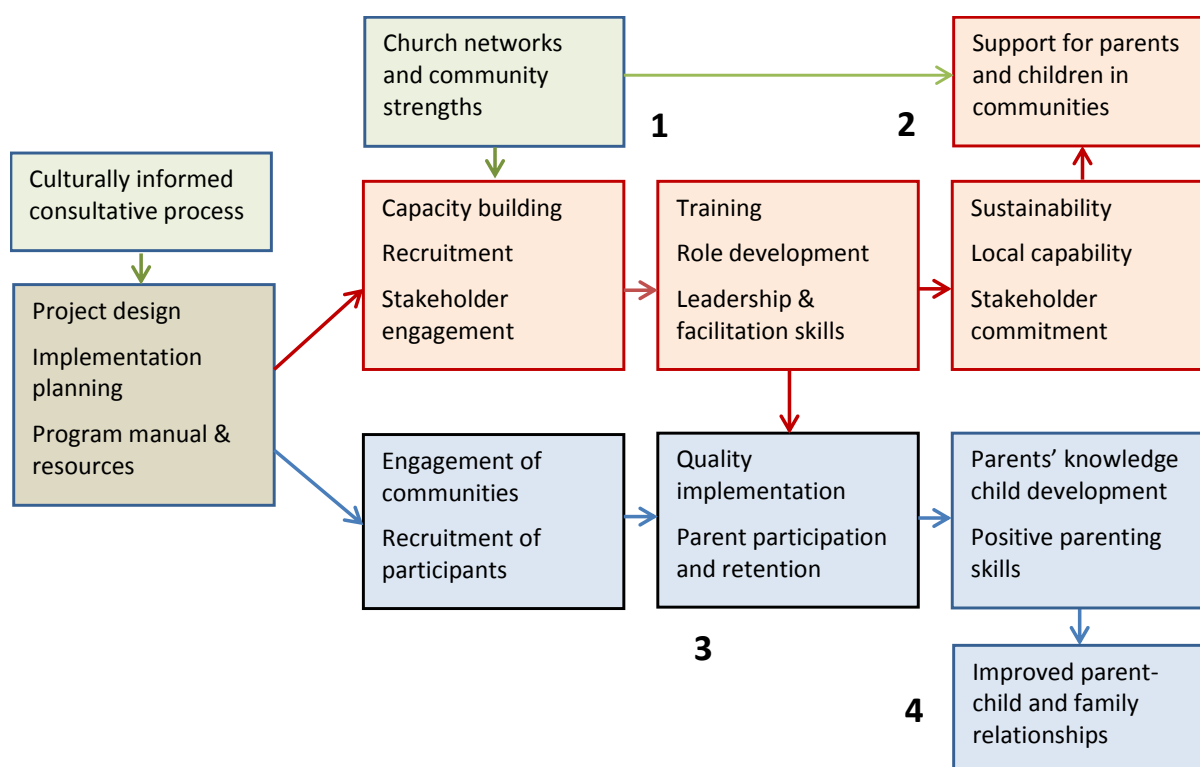 Church networks
and community
strengths
Support for parents
and children in
communities
1
2
Culturally informed
consultative process
Capacity building
Recruitment
Stakeholder
engagement
Training
Role development
Leadership &
facilitation skills
Sustainability
Local capability
Stakeholder
commitment
Project design
Implementation
planning
Program manual &
resources
Engagement of
communities
Recruitment of
participants
Quality
implementation
Parent participation
and retention
Parents’ knowledge
child development
Positive parenting
skills
3
4
Improved parent-
child and family
relationships